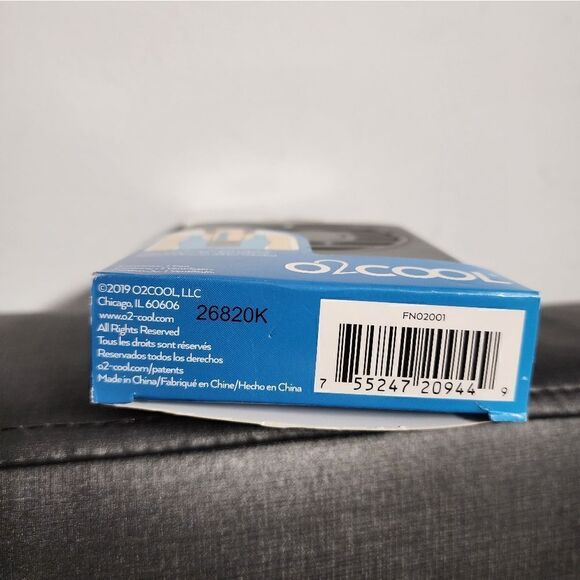 O2COOL
©2019 O2COOL, LLC
Chicago, IL 60606
www.o2-cool.com
All Rights Reserved
Tous les droits sont réservés
Reservados todos los derechos
o2-cool.com/patents
Made in China/Fabriqué en Chine/Hecho en China
26820K
FN02001
7 55247 20944 9